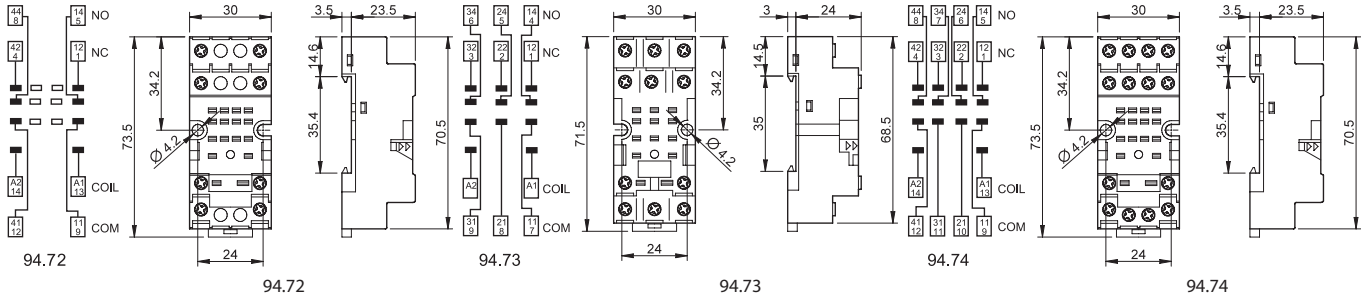 44 8
14 5
NO
42 4
12 1
NC
A2 14
A1 13
COIL
41 12
11 9
COM
94.72
30
34.2
73.5
Ø 4.2
24
3.5
23.5
14.6
35.4
70.5
94.72
34 6
24 5
14 4
NO
32 3
22 2
12 1
NC
A2
A1
COIL
31 9
21 8
11 7
COM
94.73
30
34.2
71.5
Ø 4.2
24
3
24
14.5
35
68.5
94.73
44 8
34 7
24 6
14 5
NO
42 4
32 3
22 2
12 1
NC
A2 14
A1 13
COIL
41 12
31 11
21 10
11 9
COM
94.74
30
34.2
73.5
Ø 4.2
24
3.5
23.5
14.6
35.4
70.5
94.74